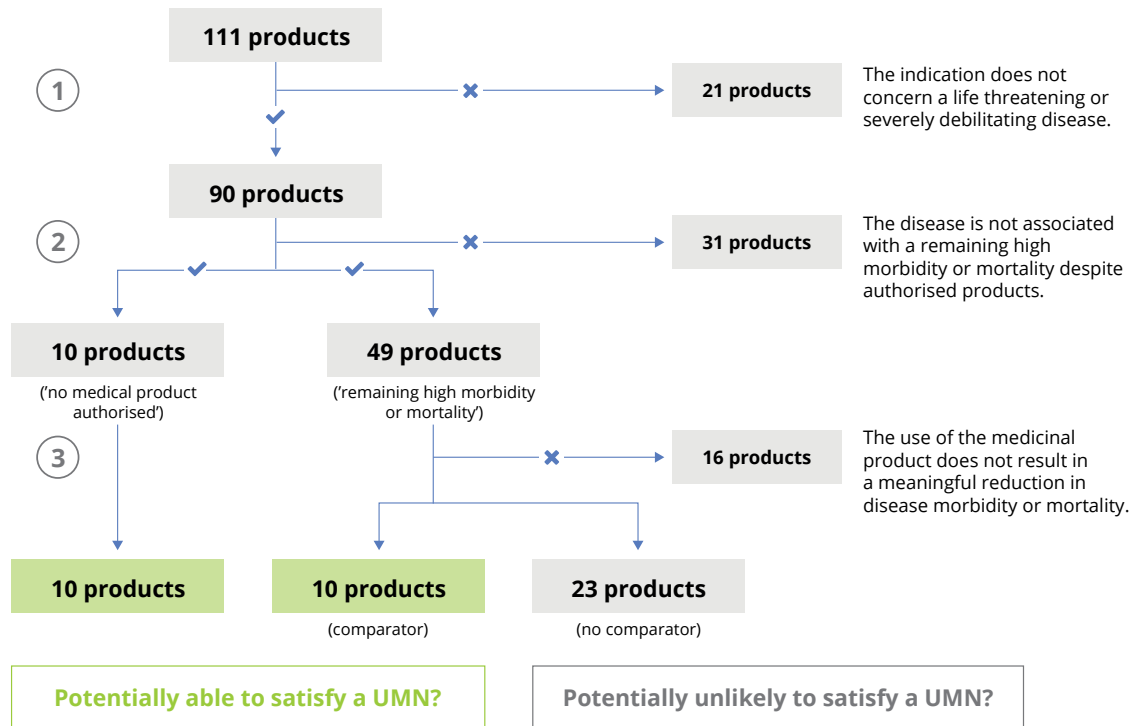 111 products
1
21 products
The indication does not
concern a life threatening or
severely debilitating disease.
90 products
2
31 products
The disease is not associated
with a remaining high
morbidity or mortality despite
authorised products.
10 products
('no medical product
authorised')
49 products
('remaining high morbidity
or mortality')
3
16 products
The use of the medicinal
product does not result in
a meaningful reduction in
disease morbidity or mortality.
10 products
10 products
(comparator)
23 products
(no comparator)
Potentially able to satisfy a UMN?
Potentially unlikely to satisfy a UMN?